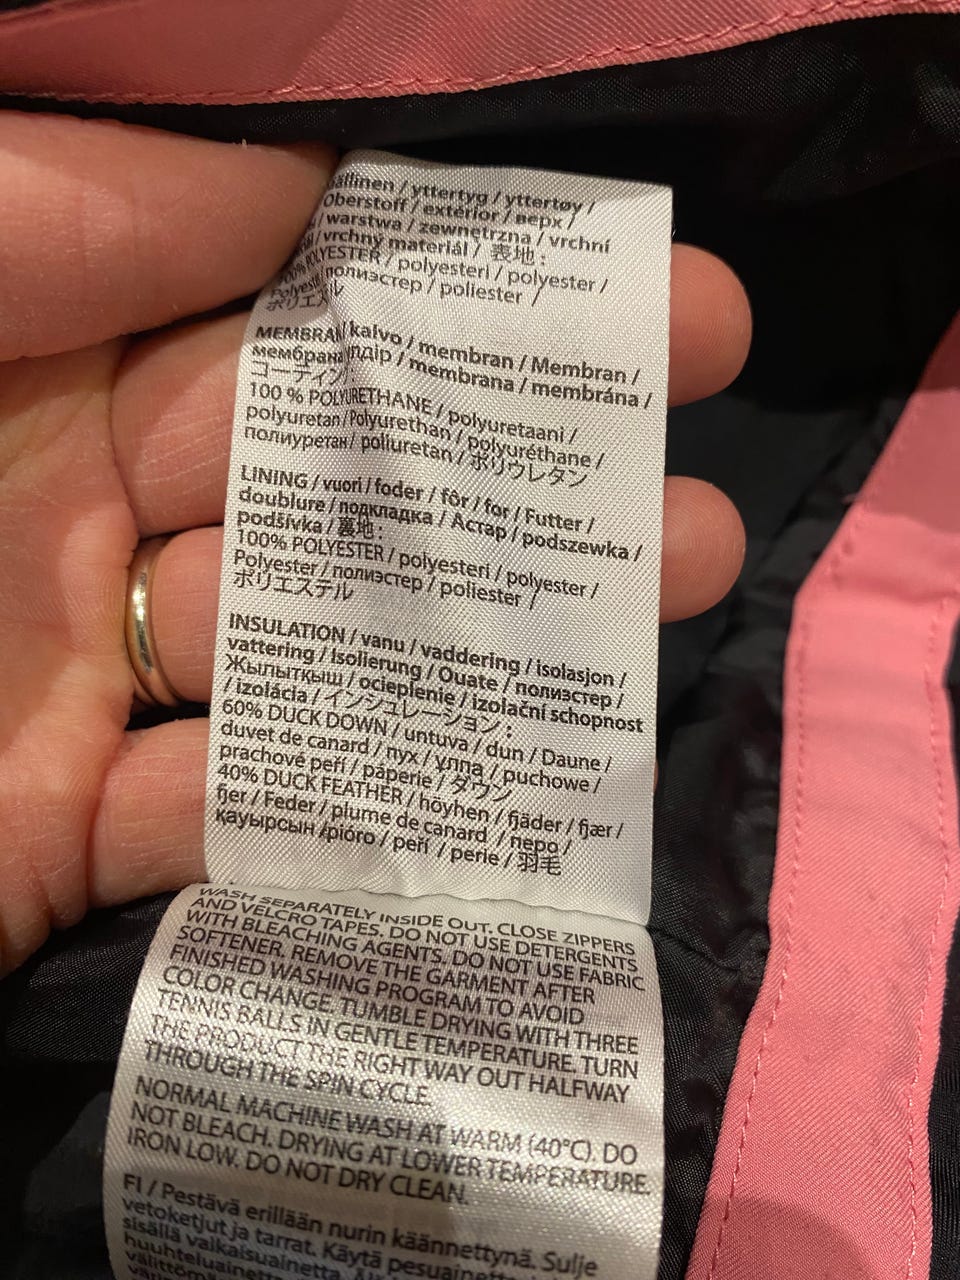 / yttertyg / yttertøy /
Oberstoff / extérior / верх /
/ warstwa / zewnętrzna / vrchní
/ vrchný materiál / 表地 :
100% POLYESTER / polyesteri / polyester /
Polyester/полиэстер / poliester /
ポリエステル
MEMBRAN/kalvo / membran / Membran /
мембрана / membrana / membrána /
コーティング :
100 % POLYURETHANE / polyuretaani /
polyuretan/Polyurethan / polyuréthane /
полиуретан/ poliuretan / ポリウレタン
LINING / vuori / foder / fôr / for / Futter /
doublure / подкладка / Астар / podszewka /
podšívka / 裏地 :
100% POLYESTER / polyesteri / polyester /
Polyester / полиэстер / poliester /
ポリエステル
INSULATION / vanu / vaddering / isolasjon /
vattering / Isolierung / Ouate / полиэстер /
Жылытқыш / ocieplenie / izolační schopnost
/ izolácia / インシュレーション :
60% DUCK DOWN / untuva / dun / Daune /
duvet de canard / пух / ұлпа / puchowe /
prachové peří / páperie / ダウン
40% DUCK FEATHER / höyhen / fjäder / fjær /
fjer / Feder / plume de canard / перо /
қауырсын /pióro / peří / perie / 羽毛
WASH SEPARATELY INSIDE OUT. CLOSE ZIPPERS
AND VELCRO TAPES. DO NOT USE DETERGENTS
WITH BLEACHING AGENTS. DO NOT USE FABRIC
SOFTENER. REMOVE THE GARMENT AFTER
FINISHED WASHING PROGRAM TO AVOID
COLOR CHANGE. TUMBLE DRYING WITH THREE
TENNIS BALLS IN GENTLE TEMPERATURE. TURN
THE PRODUCT THE RIGHT WAY OUT HALFWAY
THROUGH THE SPIN CYCLE.
NORMAL MACHINE WASH AT WARM (40°C). DO
NOT BLEACH. DRYING AT LOWER TEMPERATURE.
IRON LOW. DO NOT DRY CLEAN.
FI / Pestävä erillään nurin käännettynä. Sulje
vetoketjut ja tarrat. Käytä pesuainetta,
sisällä valkaisuainetta.
huuhteluainetta